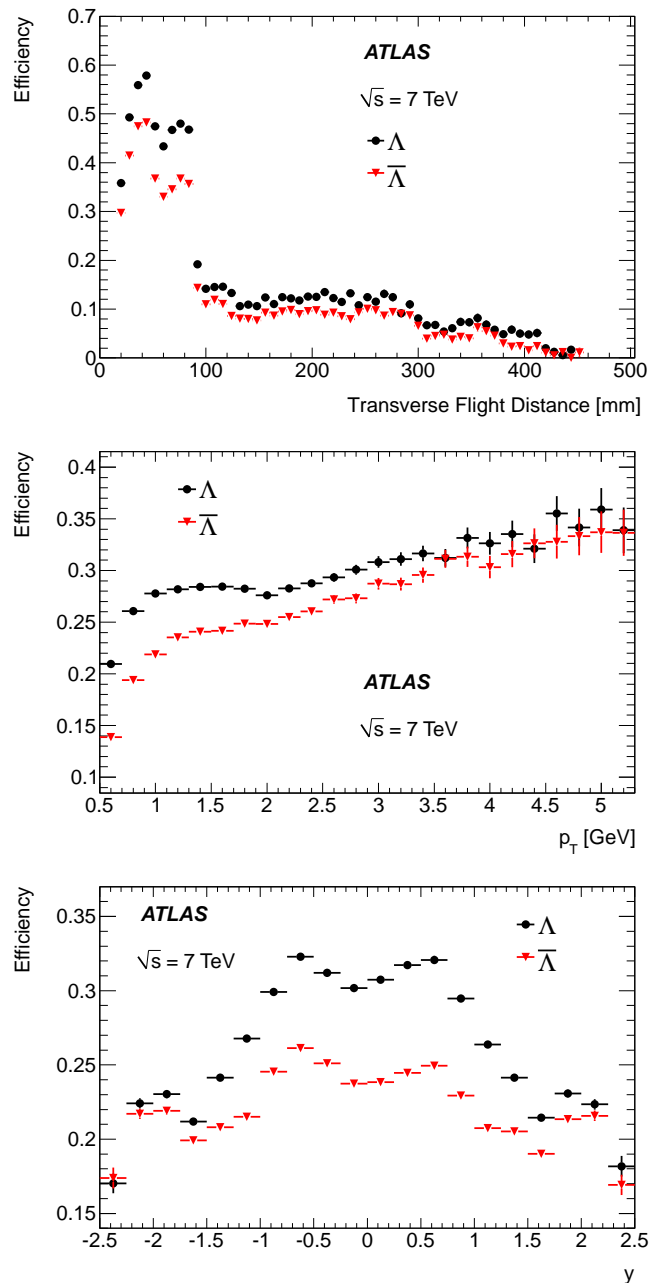 Efficiency
0.7
0.6
0.5
0.4
0.3
0.2
0.1
0
ATLAS
√s = 7 TeV
Λ
Λ̅
0 100 200 300 400 500
Transverse Flight Distance [mm]
Efficiency
0.4
0.35
0.3
0.25
0.2
0.15
0.1
Λ
Λ̅
ATLAS
√s = 7 TeV
0.5 1 1.5 2 2.5 3 3.5 4 4.5 5
p_T [GeV]
Efficiency
0.35
0.3
0.25
0.2
0.15
ATLAS
√s = 7 TeV
Λ
Λ̅
-2.5 -2 -1.5 -1 -0.5 0 0.5 1 1.5 2 2.5
y